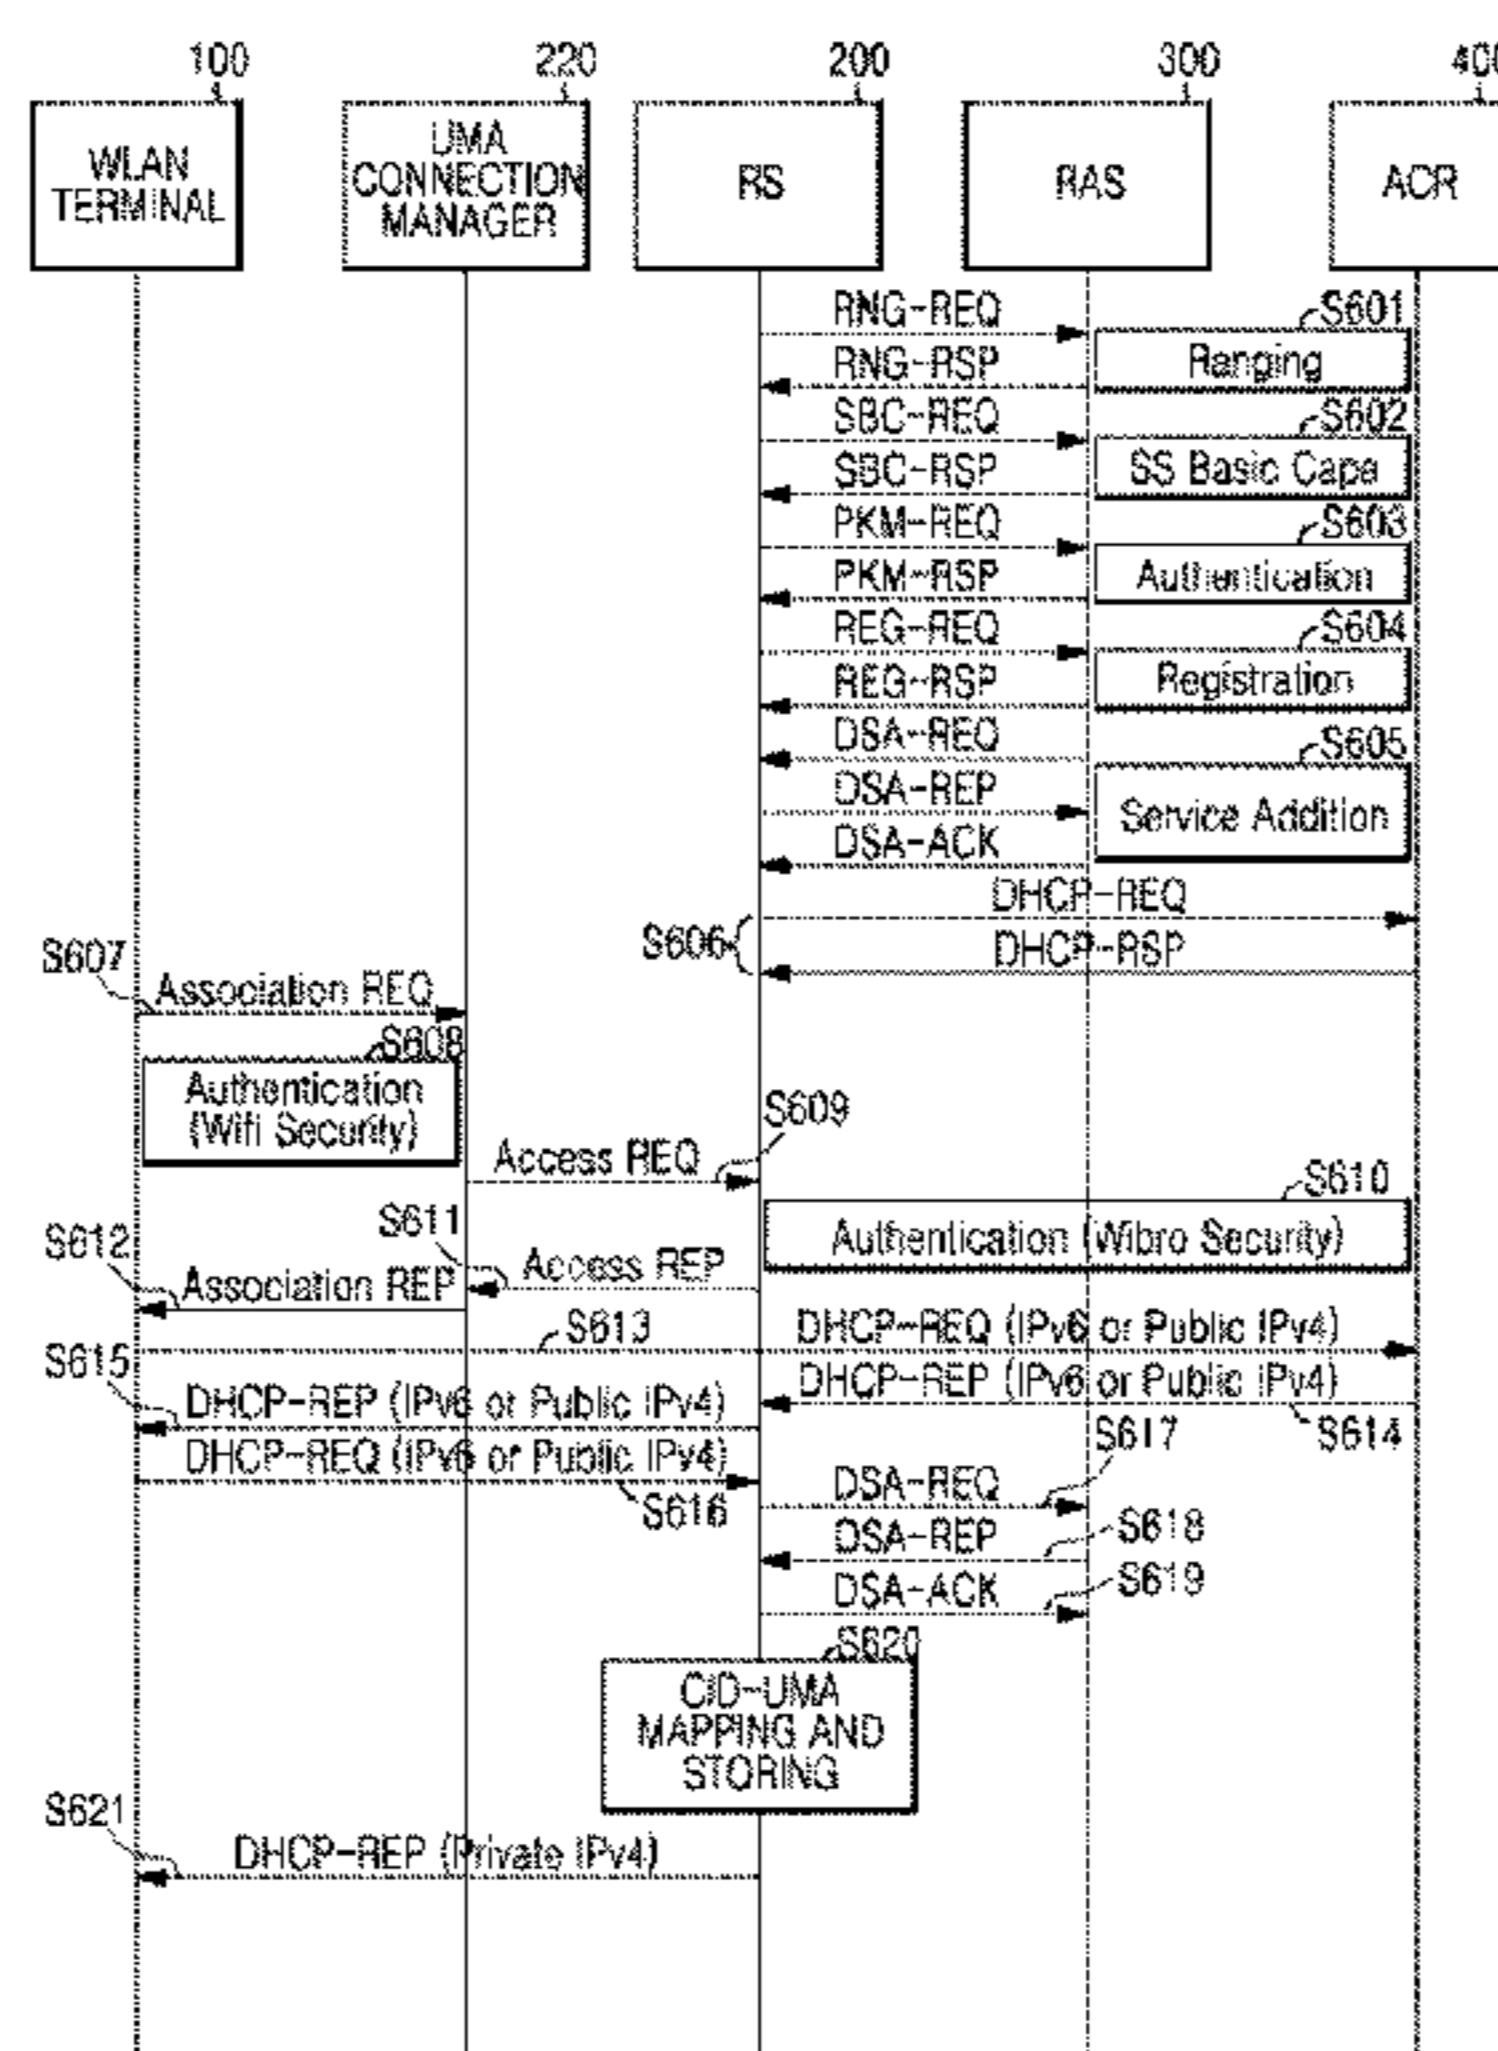 100
220
200
300
400
WLAN
TERMINAL
UMA
CONNECTION
MANAGER
RS
RAS
ACR
RNG-REQ
S601
Ranging
RNG-RSP
SBC-REQ
S602
SS Basic Capa
SBC-RSP
PKM-REQ
S603
Authentication
PKM-RSP
REG-REQ
S604
Registration
REG-RSP
DSA-REQ
S605
DSA-REP
Service Addition
DSA-ACK
DHCP-REQ
S606
DHCP-RSP
S607
Association REQ
S608
Authentication
(Wifi Security)
S609
Access REQ
S610
Authentication (Wibro Security)
S611
Access REP
S612
Association REP
S613
DHCP-REQ (IPv6 or Public IPv4)
S615
DHCP-REP (IPv6 or Public IPv4)
S614
DHCP-REP (IPv6 or Public IPv4)
DHCP-REQ (IPv6 or Public IPv4)
S616
S617
DSA-REQ
S618
DSA-REP
S619
DSA-ACK
S620
CID-UMA
MAPPING AND
STORING
S621
DHCP-REP (Private IPv4)